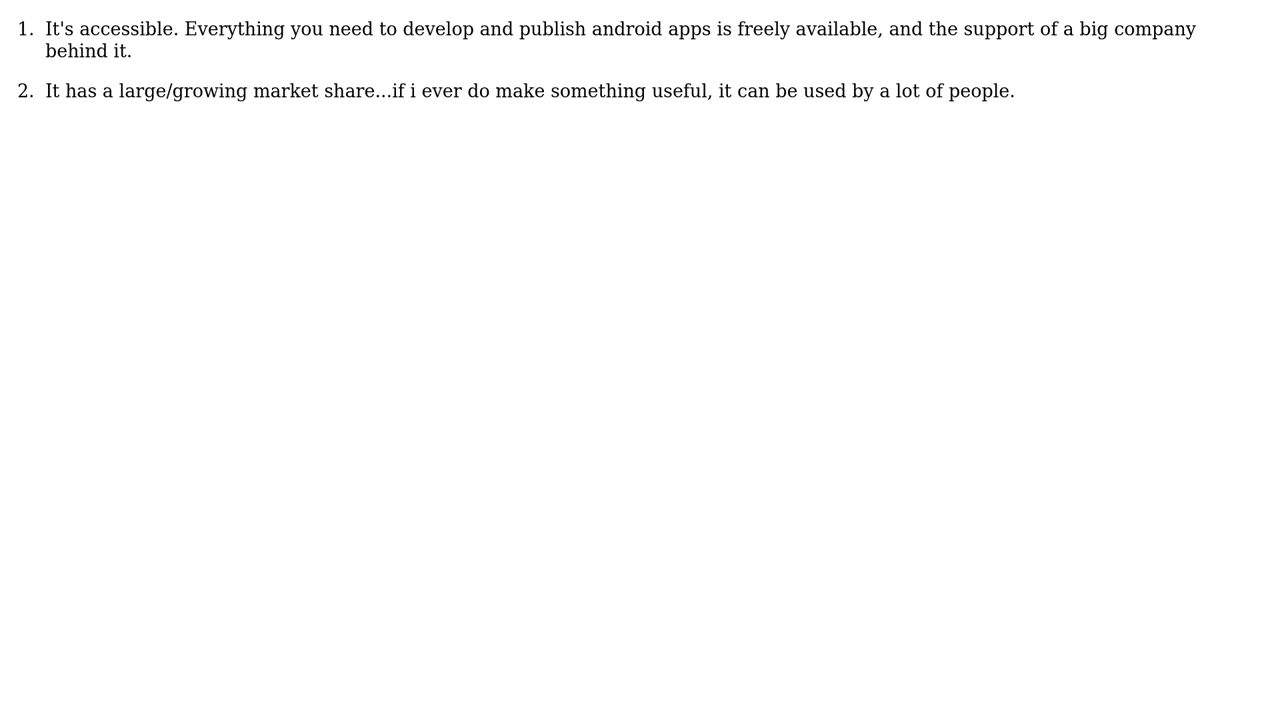 1. It's accessible. Everything you need to develop and publish android apps is freely available, and the support of a big company
behind it.
2. It has a large/growing market share...if i ever do make something useful, it can be used by a lot of people.